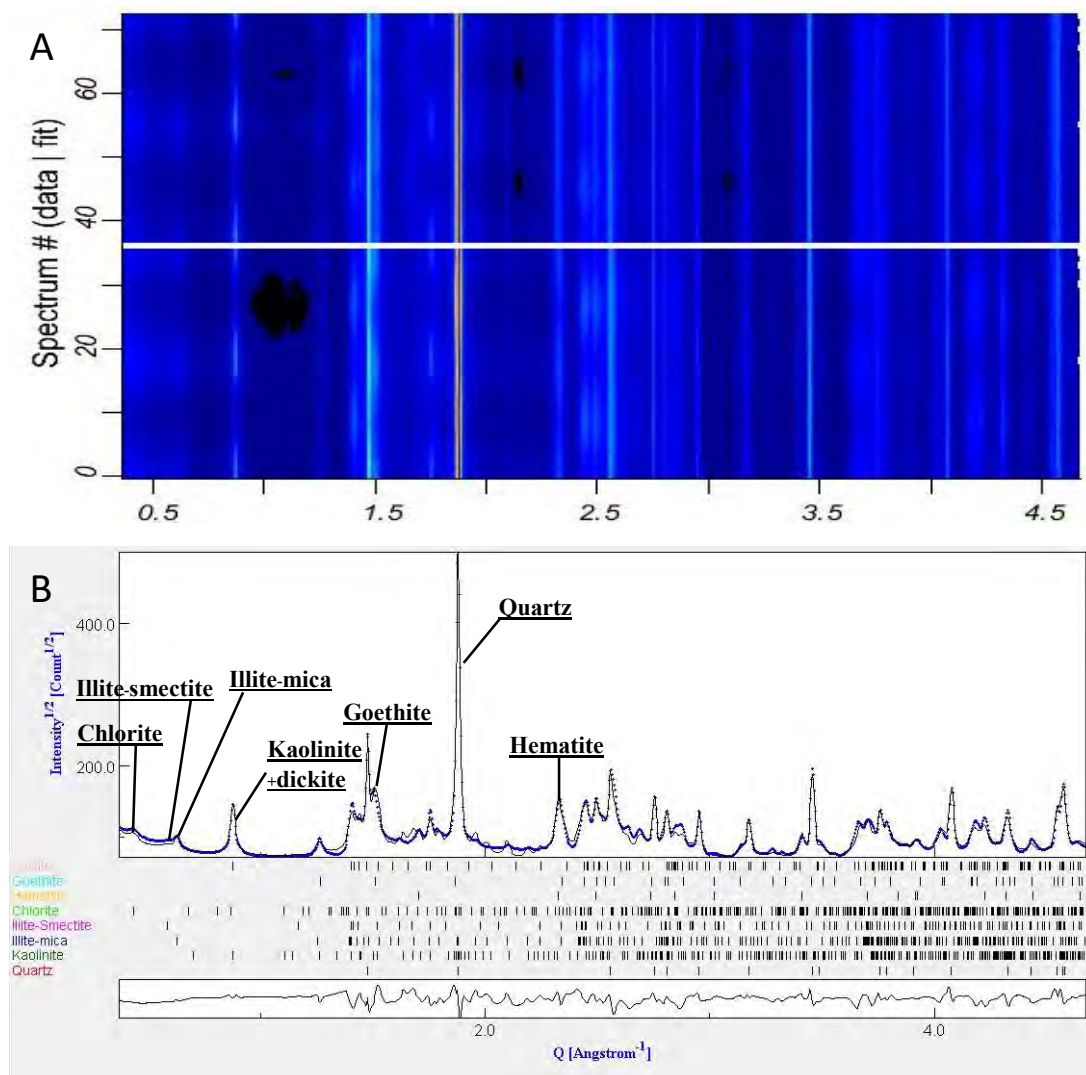 A
Spectrum # (data | fit)
60
40
20
0
0.5 1.5 2.5 3.5 4.5
B
Intensity^1/2 [Count^1/2]
400.0
200.0
Quartz
Illite-smectite
Illite-mica
Goethite
Chlorite
Kaolinite
+dickite
Hematite
Goethite
Hematite
Chlorite
Illite-Smectite
Illite-mica
Kaolinite
Quartz
2.0 4.0
Q [Angstrom^-1]